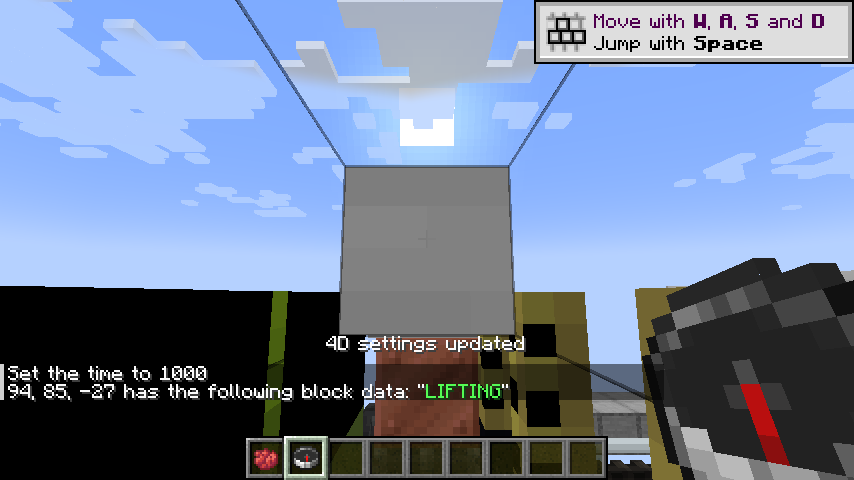 Move with W, A, S and D
Jump with Space
4D settings updated
Set the time to 1000
94, 85, -27 has the following block data: "LIFTING"